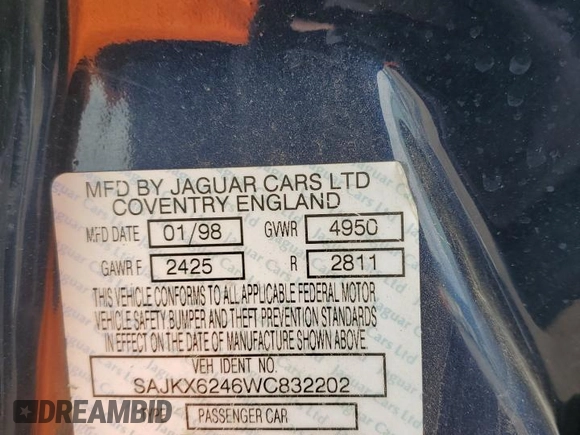 MFD BY JAGUAR CARS LTD
COVENTRY ENGLAND
MFD DATE 01/98 GVWR 4950
GAWR F 2425 R 2811
THIS VEHICLE CONFORMS TO ALL APPLICABLE FEDERAL MOTOR
VEHICLE SAFETY BUMPER AND THEFT PREVENTION STANDARDS
IN EFFECT ON THE DATE OF MANUFACTURE SHOWN ABOVE.
VEH IDENT NO.
SAJKX6246WC832202
TYPE PASSENGER CAR
DREAMBID